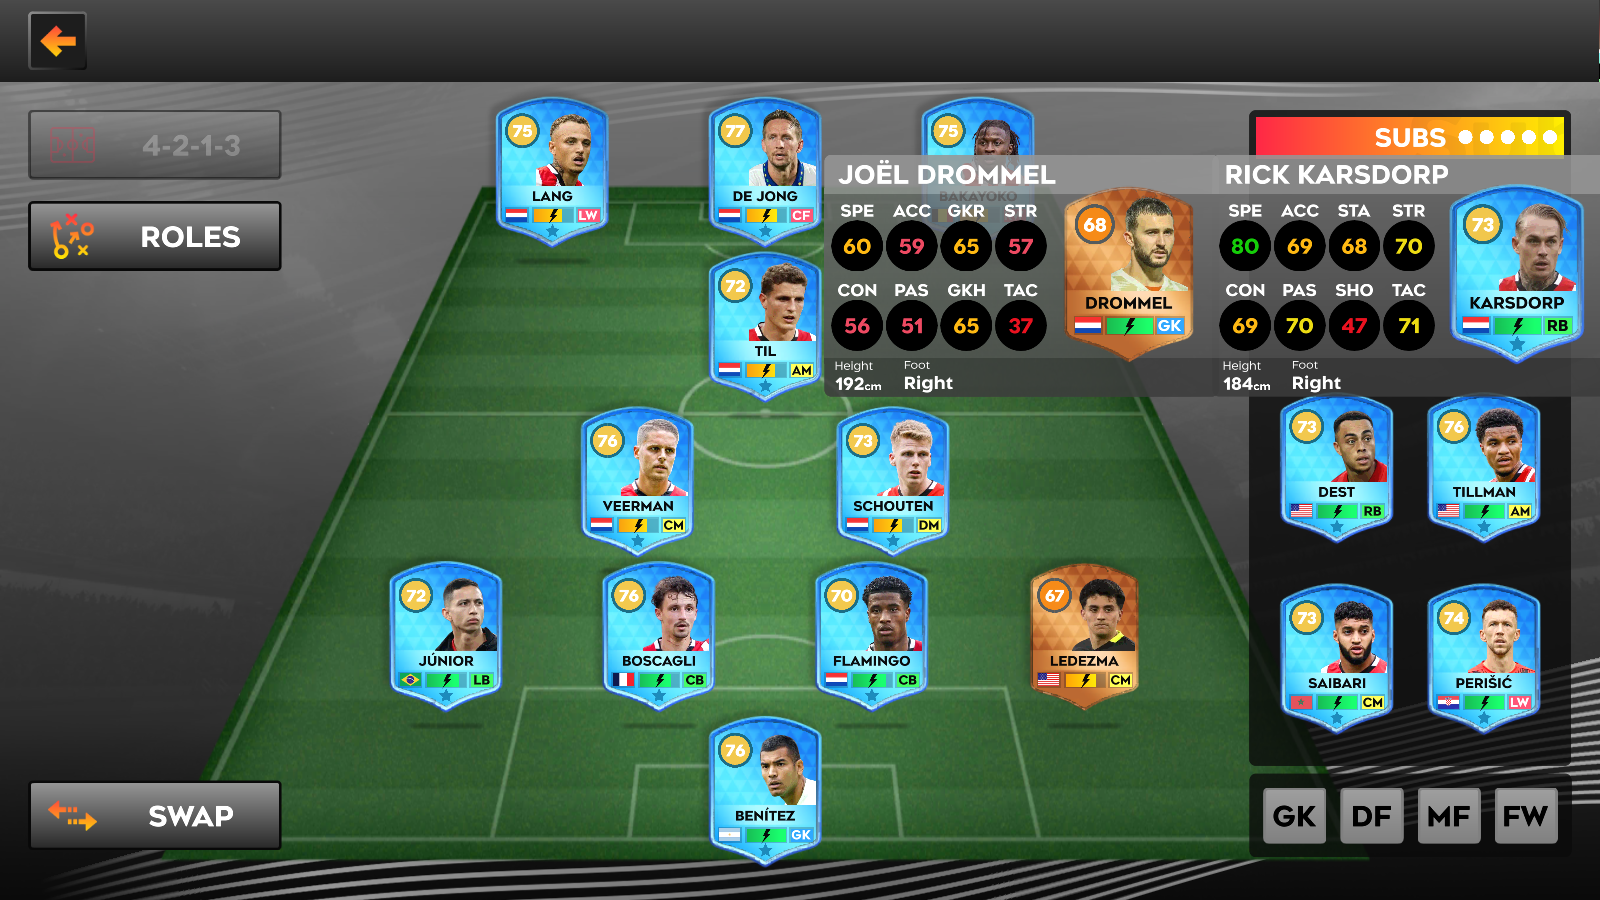 4-2-1-3
ROLES
SWAP
75
LANG
LW
77
DE JONG
CF
75
BAKAYOKO
72
TIL
AM
76
VEERMAN
CM
73
SCHOUTEN
DM
72
JÚNIOR
LB
76
BOSCAGLI
CB
70
FLAMINGO
CB
67
LEDEZMA
CM
76
BENÍTEZ
GK
JOËL DROMMEL
SPE ACC GKR STR
60 59 65 57
CON PAS GKH TAC
56 51 65 37
Height Foot
192cm Right
68
DROMMEL
GK
SUBS
RICK KARSDORP
SPE ACC STA STR
80 69 68 70
CON PAS SHO TAC
69 70 47 71
Height Foot
184cm Right
73
KARSDORP
RB
73
DEST
RB
76
TILLMAN
AM
73
SAIBARI
CM
74
PERIŠIĆ
LW
GK DF MF FW